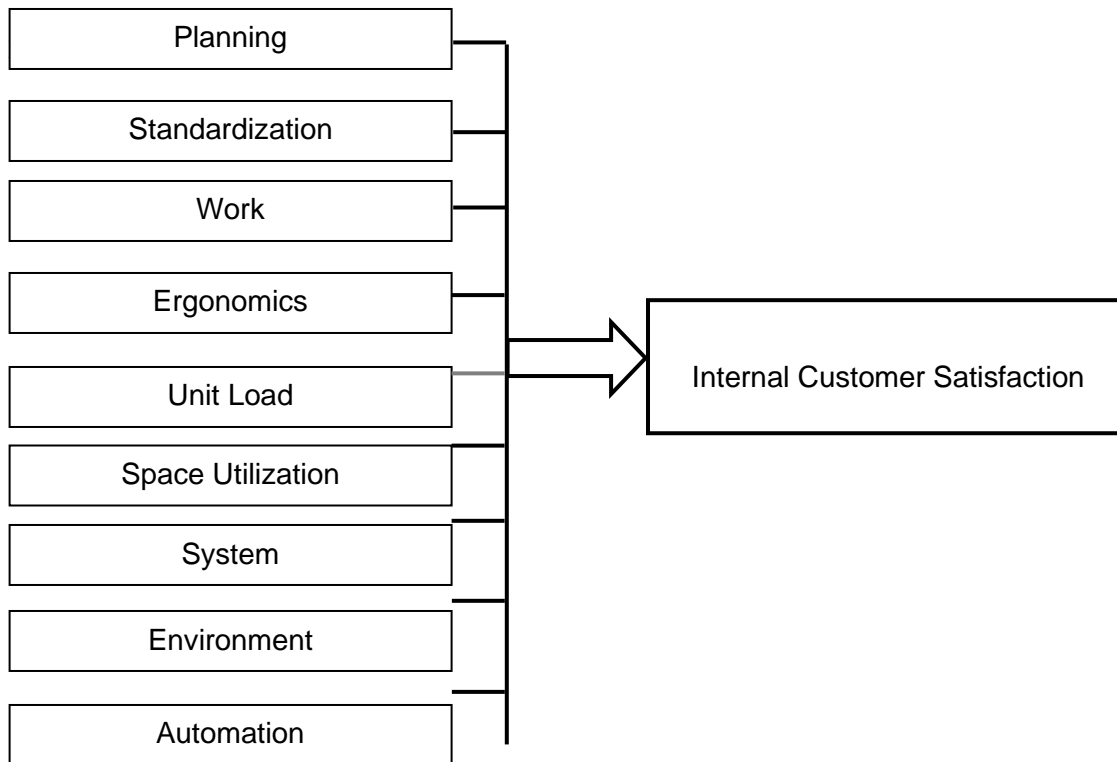 Planning
Standardization
Work
Ergonomics
Unit Load
Space Utilization
System
Environment
Automation
Internal Customer Satisfaction